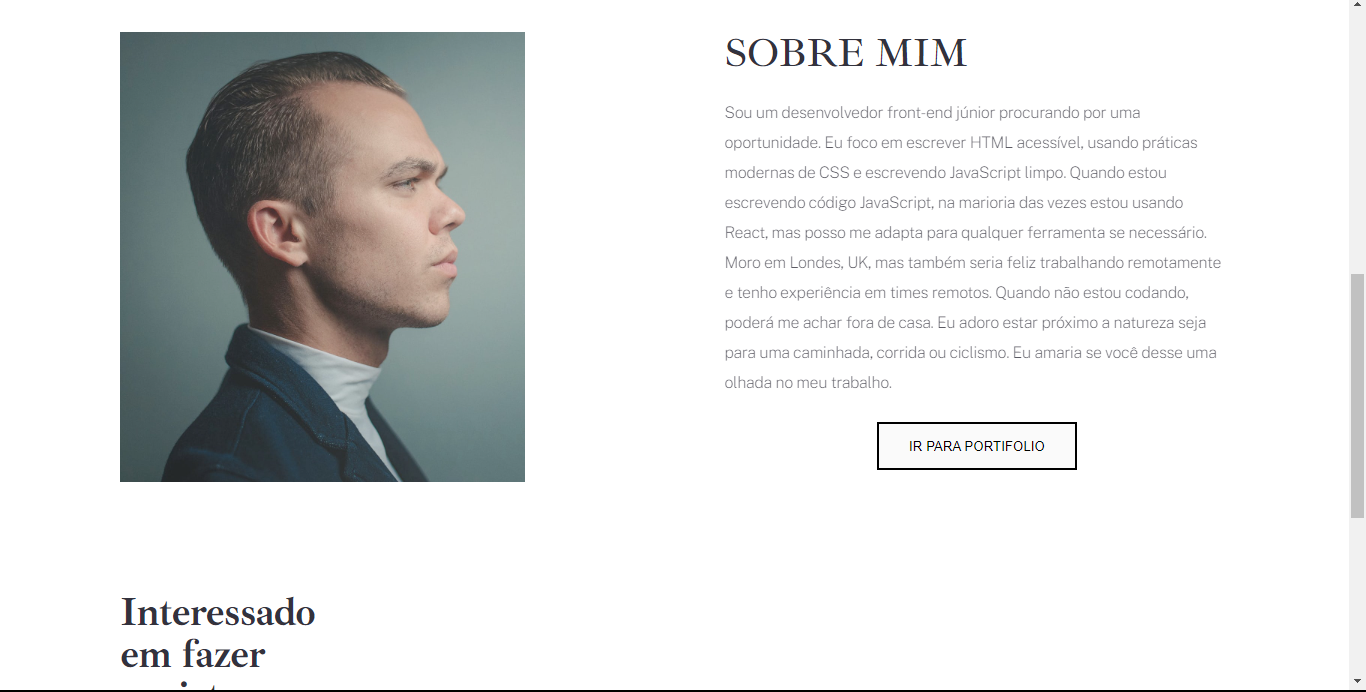 SOBRE MIM
Sou um desenvolvedor front-end júnior procurando por uma
oportunidade. Eu foco em escrever HTML acessível, usando práticas
modernas de CSS e escrevendo JavaScript limpo. Quando estou
escrevendo código JavaScript, na marioria das vezes estou usando
React, mas posso me adapta para qualquer ferramenta se necessário.
Moro em Londes, UK, mas também seria feliz trabalhando remotamente
e tenho experiência em times remotos. Quando não estou codando,
poderá me achar fora de casa. Eu adoro estar próximo a natureza seja
para uma caminhada, corrida ou ciclismo. Eu amaria se você desse uma
olhada no meu trabalho.
IR PARA PORTIFOLIO
Interessado
em fazer